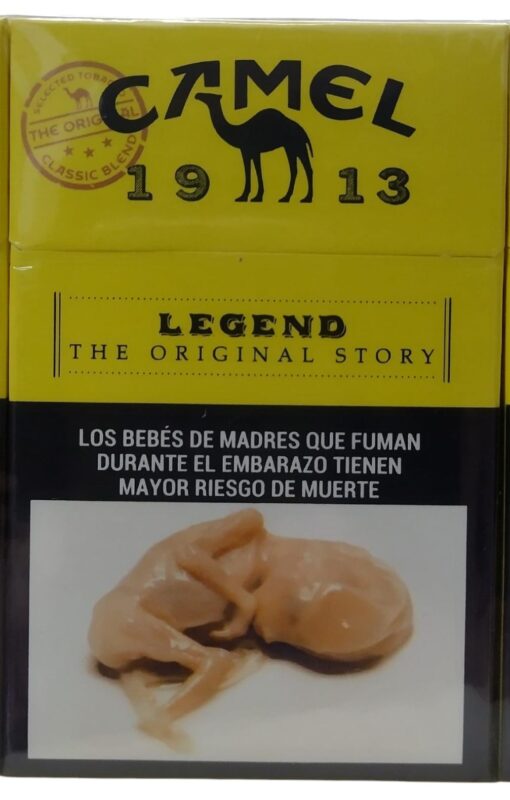 CAMEL
SELECTED TOBACCO
THE ORIGINAL
CLASSIC BLEND
19 13
LEGEND
THE ORIGINAL STORY
LOS BEBÉS DE MADRES QUE FUMAN
DURANTE EL EMBARAZO TIENEN
MAYOR RIESGO DE MUERTE